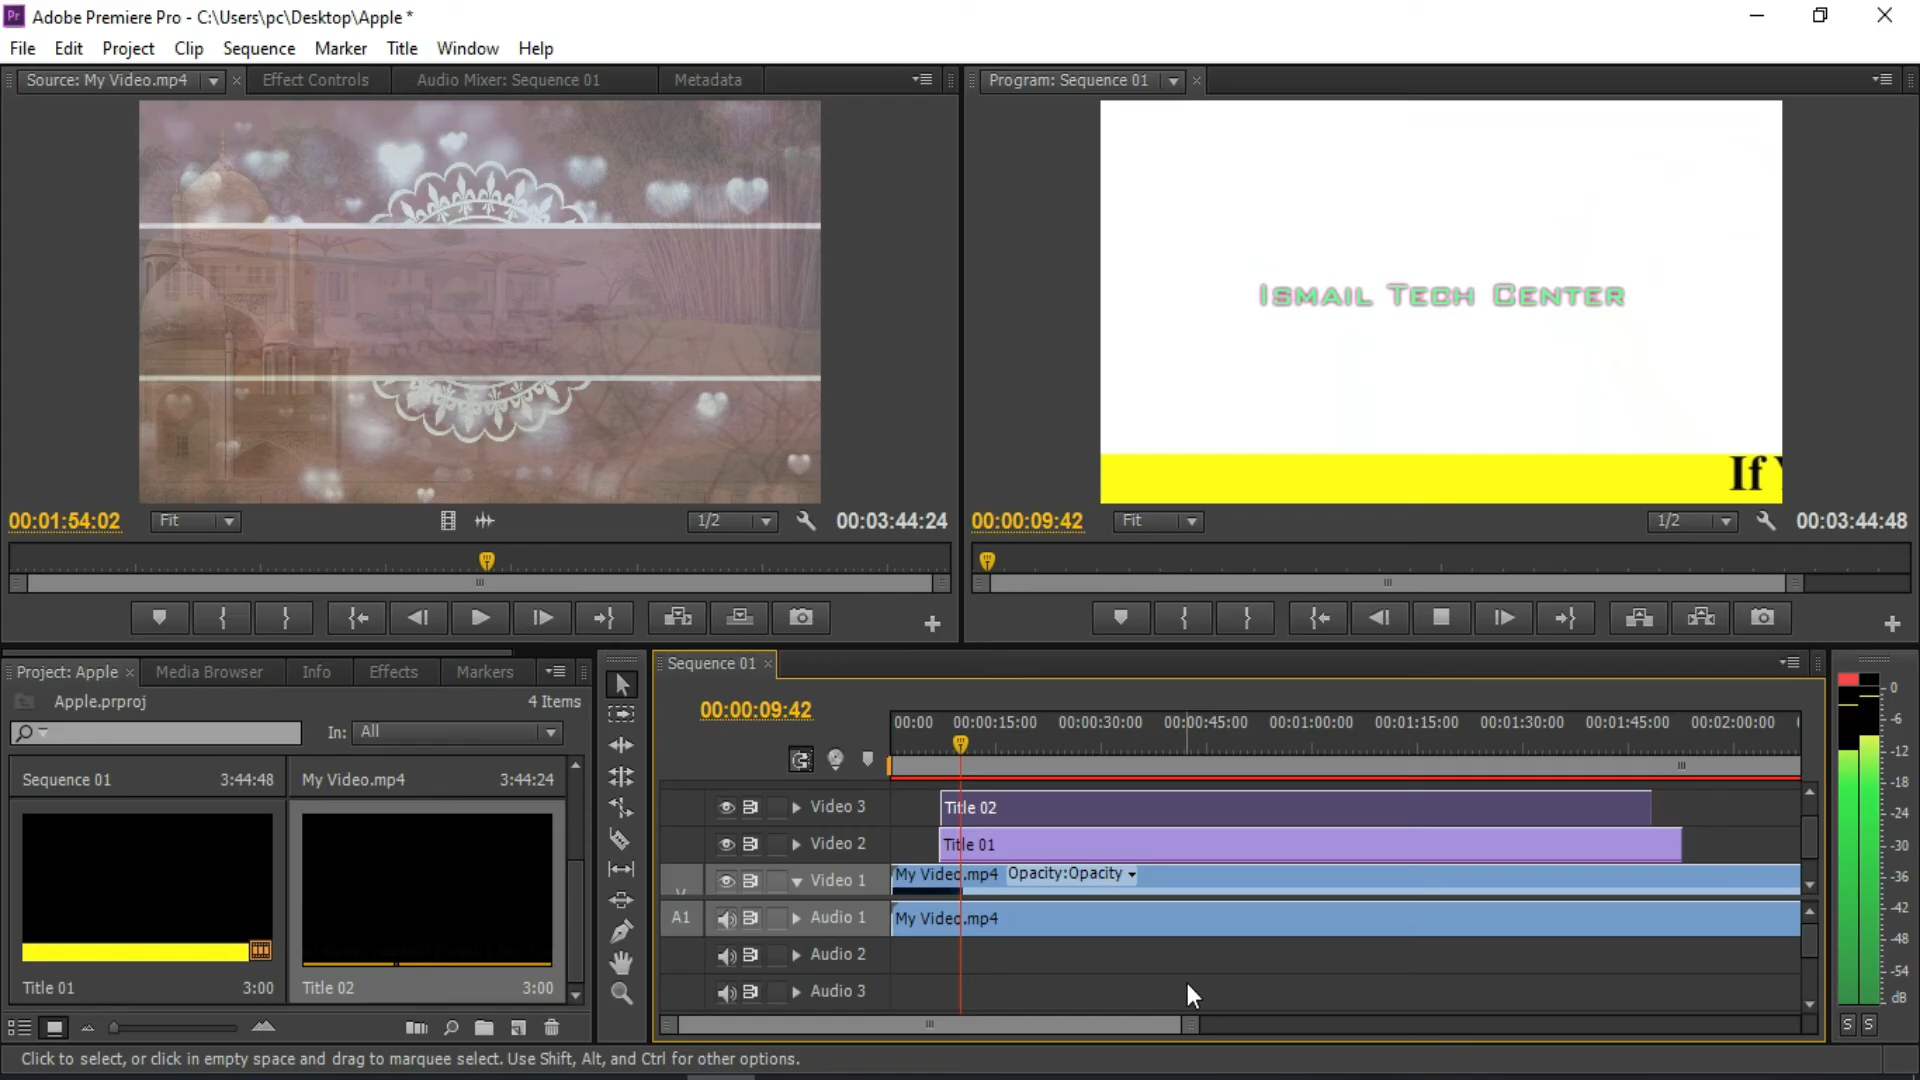 Adobe Premiere Pro - C:\Users\pc\Desktop\Apple *
File Edit Project Clip Sequence Marker Title Window Help
Source: My Video.mp4 Effect Controls Audio Mixer: Sequence 01 Metadata
Program: Sequence 01
Ismail Tech Center
If
00:01:54:02 Fit 1/2 00:03:44:24
00:00:09:42 Fit 1/2 00:03:44:48
Project: Apple Media Browser Info Effects Markers
Apple.prproj 4 Items
In: All
Sequence 01 3:44:48 My Video.mp4 3:44:24
Title 01 3:00 Title 02 3:00
Sequence 01
00:00:09:42
00:00 00:00:15:00 00:00:30:00 00:00:45:00 00:01:00:00 00:01:15:00 00:01:30:00 00:01:45:00 00:02:00:00
Video 3 Title 02
Video 2 Title 01
Video 1 My Video.mp4 Opacity:Opacity
A1 Audio 1 My Video.mp4
Audio 2
Audio 3
0
-6
-12
-18
-24
-30
-36
-42
-48
-54
dB
S S
Click to select, or click in empty space and drag to marquee select. Use Shift, Alt, and Ctrl for other options.